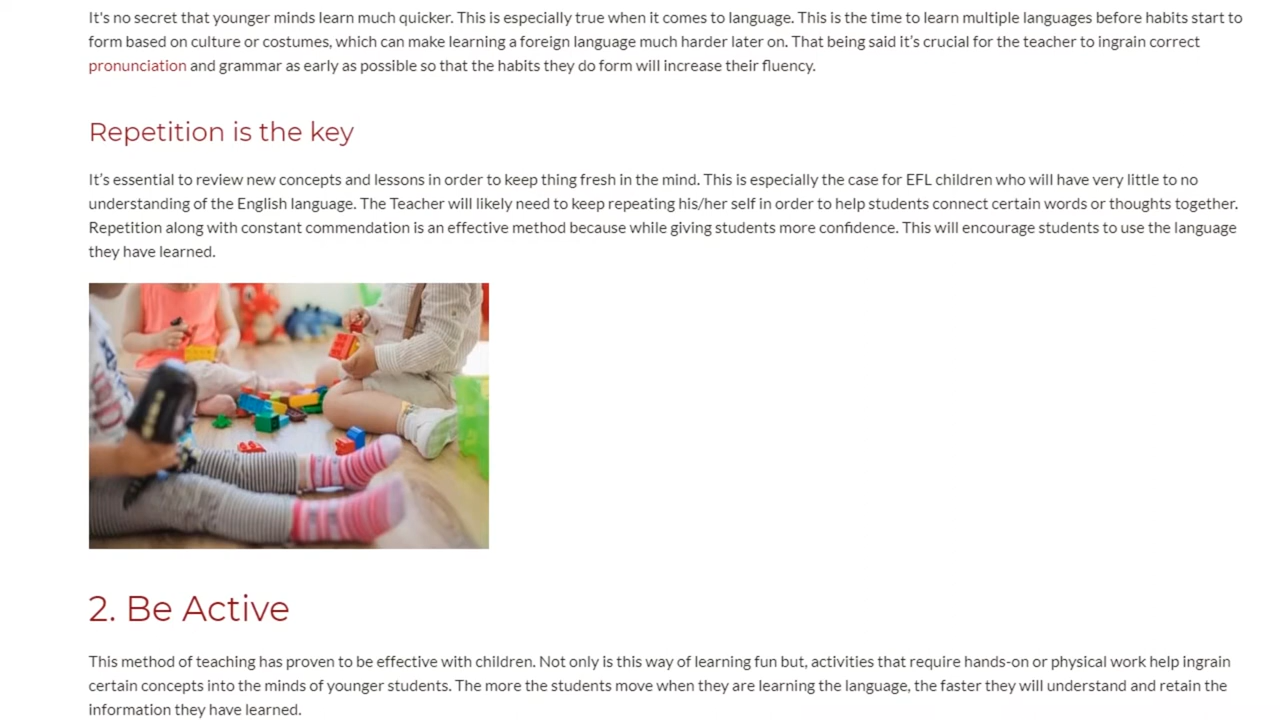 It's no secret that younger minds learn much quicker. This is especially true when it comes to language. This is the time to learn multiple languages before habits start to
form based on culture or costumes, which can make learning a foreign language much harder later on. That being said it’s crucial for the teacher to ingrain correct
pronunciation and grammar as early as possible so that the habits they do form will increase their fluency.
Repetition is the key
It’s essential to review new concepts and lessons in order to keep thing fresh in the mind. This is especially the case for EFL children who will have very little to no
understanding of the English language. The Teacher will likely need to keep repeating his/her self in order to help students connect certain words or thoughts together.
Repetition along with constant commendation is an effective method because while giving students more confidence. This will encourage students to use the language
they have learned.
2. Be Active
This method of teaching has proven to be effective with children. Not only is this way of learning fun but, activities that require hands-on or physical work help ingrain
certain concepts into the minds of younger students. The more the students move when they are learning the language, the faster they will understand and retain the
information they have learned.